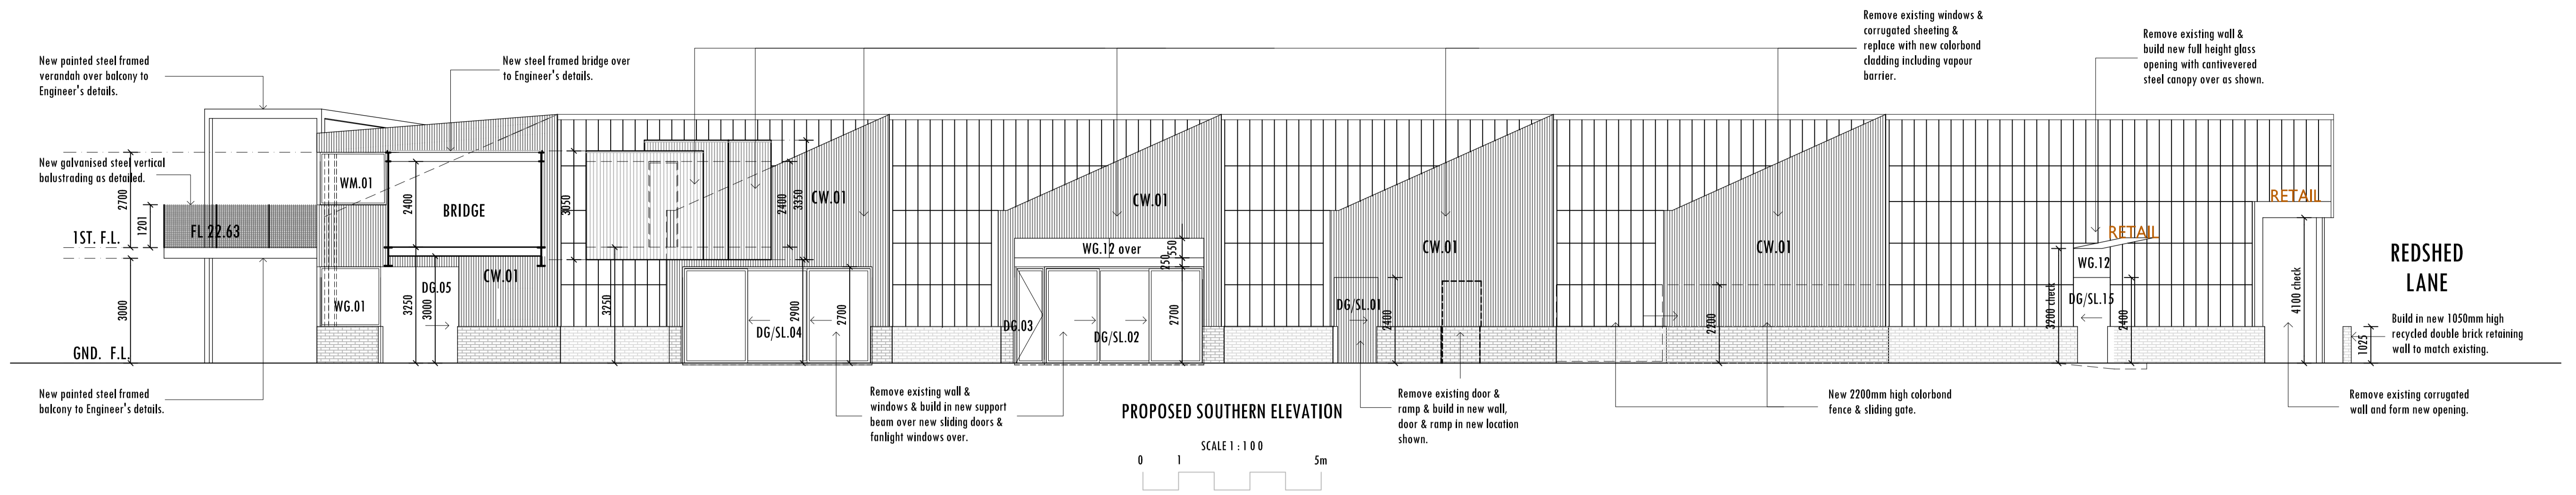 New painted steel framed
verandah over balcony to
Engineer's details.
New steel framed bridge over
to Engineer's details.
Remove existing windows &
corrugated sheeting &
replace with new colorbond
cladding including vapour
barrier.
Remove existing wall &
build new full height glass
opening with cantivevered
steel canopy over as shown.
New galvanised steel vertical
balustrading as detailed.
2700
1201
1ST. F.L.
FL 22.63
3000
GND. F.L.
WM.01
WG.01
2400
BRIDGE
3250
3000
DG.05
CW.01
3050
3250
2400
3350
CW.01
2900
2700
DG/SL.04
CW.01
WG.12 over
550
250
DG.03
DG/SL.02
2700
DG/SL.01
2400
CW.01
CW.01
2200
RETAIL
RETAIL
WG.12
3200 check
DG/SL.15
2400
4100 check
1025
REDSHED
LANE
Build in new 1050mm high
recycled double brick retaining
wall to match existing.
New painted steel framed
balcony to Engineer's details.
Remove existing wall &
windows & build in new support
beam over new sliding doors &
fanlight windows over.
Remove existing door &
ramp & build in new wall,
door & ramp in new location
shown.
New 2200mm high colorbond
fence & sliding gate.
Remove existing corrugated
wall and form new opening.
PROPOSED SOUTHERN ELEVATION
SCALE 1 : 1 0 0
0 1 5m